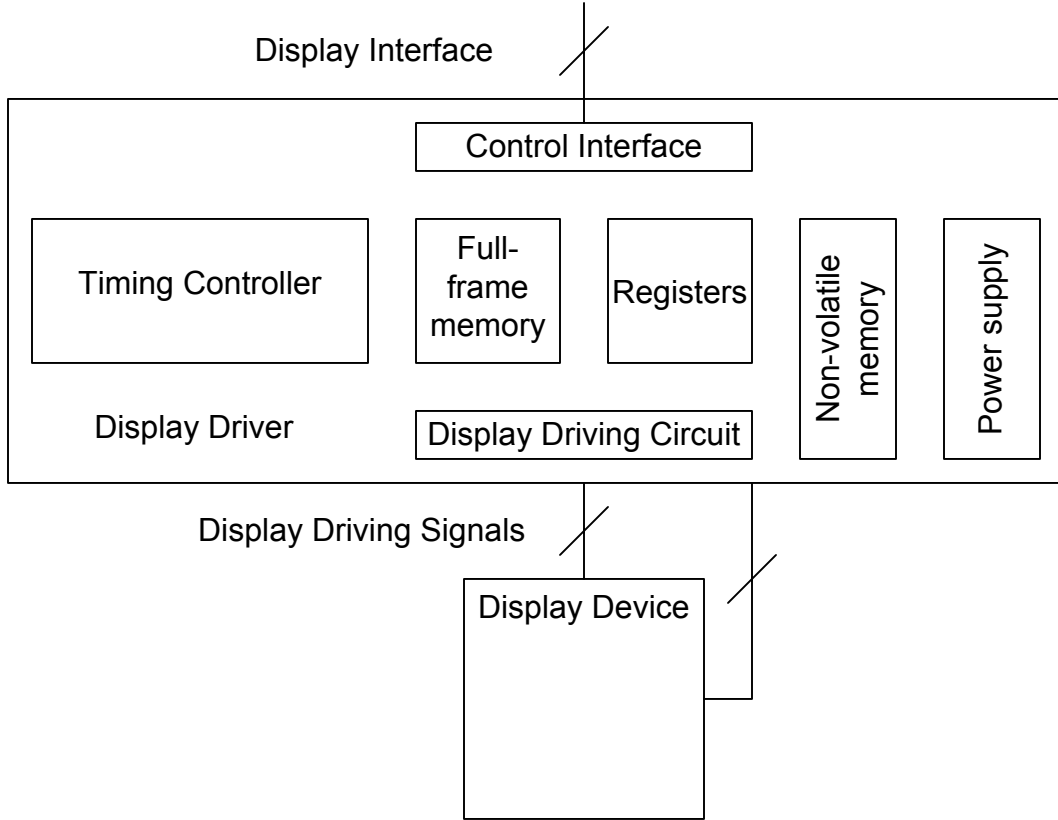 Display Interface
Control Interface
Timing Controller
Full-
frame
memory
Registers
Non-volatile
memory
Power supply
Display Driver
Display Driving Circuit
Display Driving Signals
Display Device